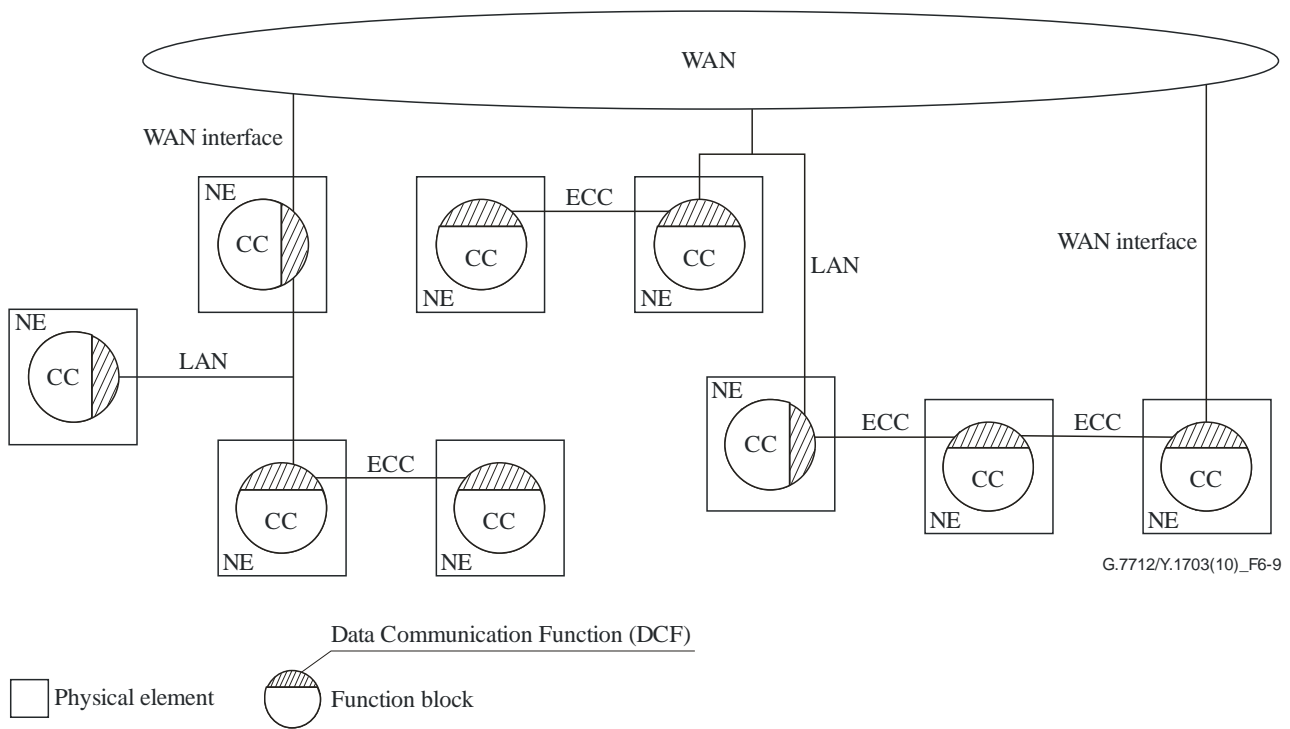 WAN
WAN interface
NE
CC
ECC
CC
NE
NE
CC
WAN interface
LAN
NE
CC
LAN
NE
CC
ECC
ECC
CC
NE
CC
NE
ECC
CC
NE
CC
NE
G.7712/Y.1703(10)_F6-9
Data Communication Function (DCF)
Physical element
Function block